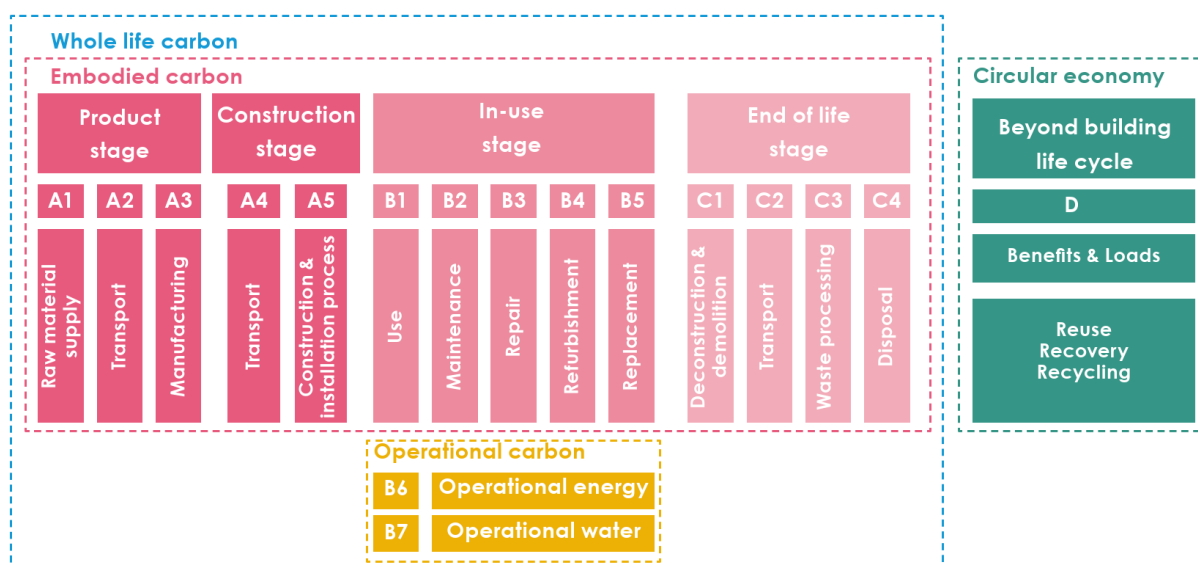 Whole life carbon
Embodied carbon
Product
stage
Construction
stage
In-use
stage
End of life
stage
A1
A2
A3
A4
A5
B1
B2
B3
B4
B5
C1
C2
C3
C4
Raw material
supply
Transport
Manufacturing
Transport
Construction &
installation process
Use
Maintenance
Repair
Refurbishment
Replacement
Deconstruction &
demolition
Transport
Waste processing
Disposal
Operational carbon
B6
Operational energy
B7
Operational water
Circular economy
Beyond building
life cycle
D
Benefits & Loads
Reuse
Recovery
Recycling